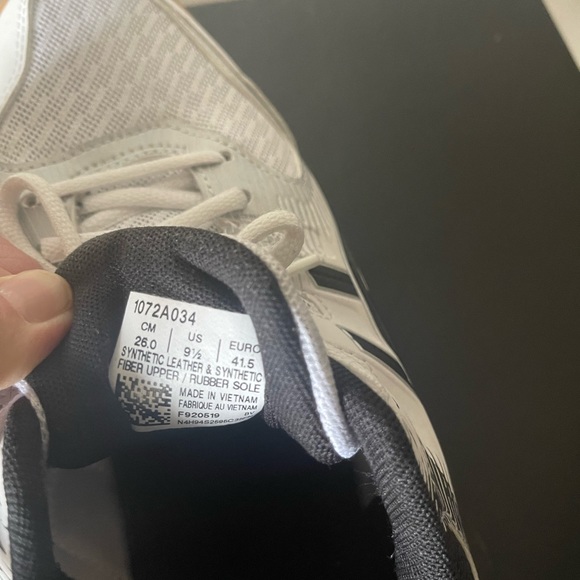 1072A034
CM US EURO
26.0 9½ 41.5
SYNTHETIC LEATHER & SYNTHETIC
FIBER UPPER / RUBBER SOLE
MADE IN VIETNAM
FABRIQUE AU VIETNAM
F920519